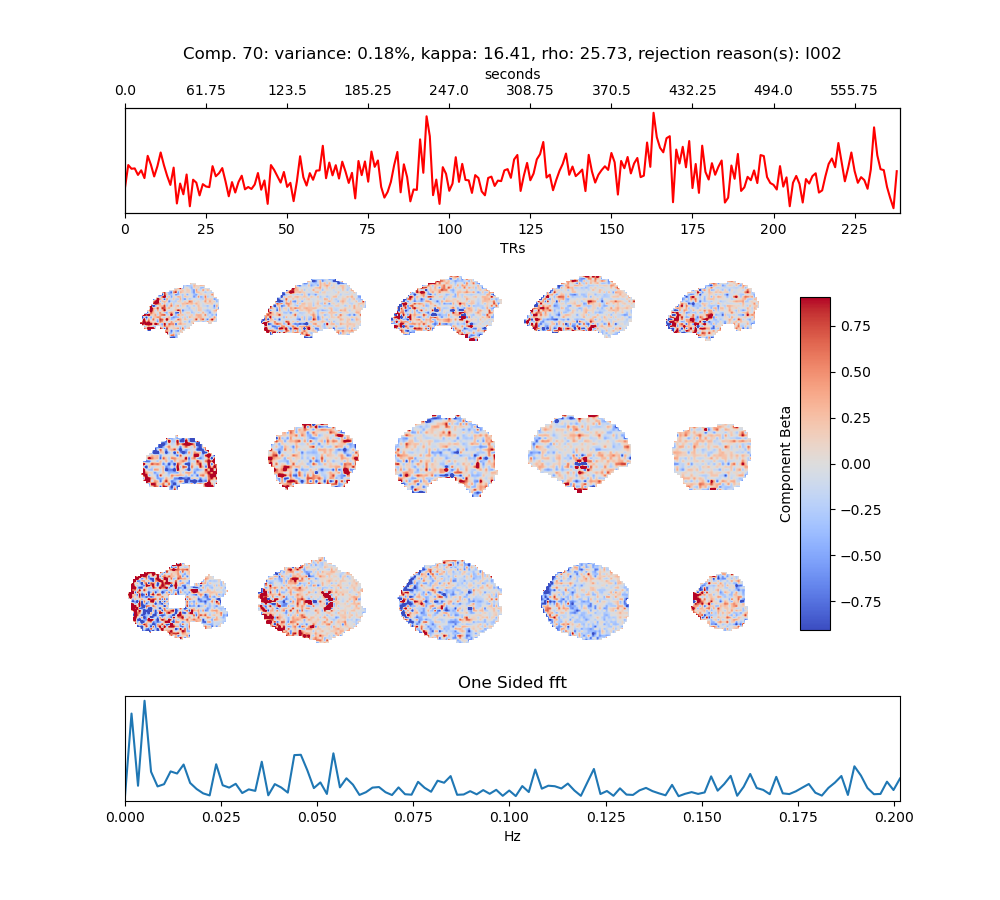 Comp. 70: variance: 0.18%, kappa: 16.41, rho: 25.73, rejection reason(s): I002
seconds
0.0 61.75 123.5 185.25 247.0 308.75 370.5 432.25 494.0 555.75
0 25 50 75 100 125 150 175 200 225
TRs
0.75
0.50
0.25
0.00
−0.25
−0.50
−0.75
Component Beta
One Sided fft
0.000 0.025 0.050 0.075 0.100 0.125 0.150 0.175 0.200
Hz